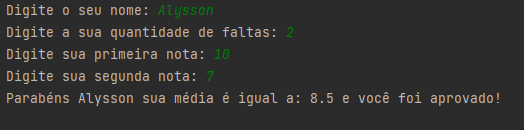 Digite o seu nome: Alysson
Digite a sua quantidade de faltas: 2
Digite sua primeira nota: 10
Digite sua segunda nota: 7
Parabéns Alysson sua média é igual a: 8.5 e você foi aprovado!